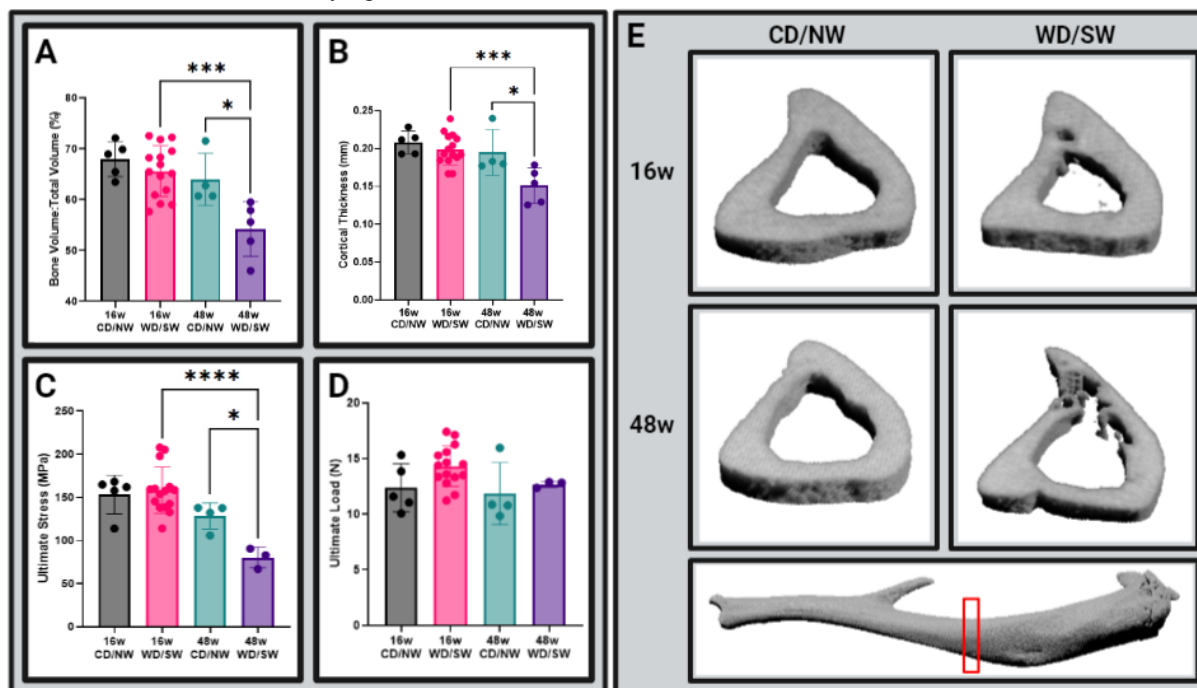 A
***
*
Bone Volume:Total Volume (%)
80
70
60
50
40
16w CD/NW
16w WD/SW
48w CD/NW
48w WD/SW
B
***
*
Cortical Thickness (mm)
0.25
0.20
0.15
0.10
0.05
0.00
16w CD/NW
16w WD/SW
48w CD/NW
48w WD/SW
C
****
*
Ultimate Stress (MPa)
250
200
150
100
50
0
16w CD/NW
16w WD/SW
48w CD/NW
48w WD/SW
D
Ultimate Load (N)
20
15
10
5
0
16w CD/NW
16w WD/SW
48w CD/NW
48w WD/SW
E
CD/NW
WD/SW
16w
48w